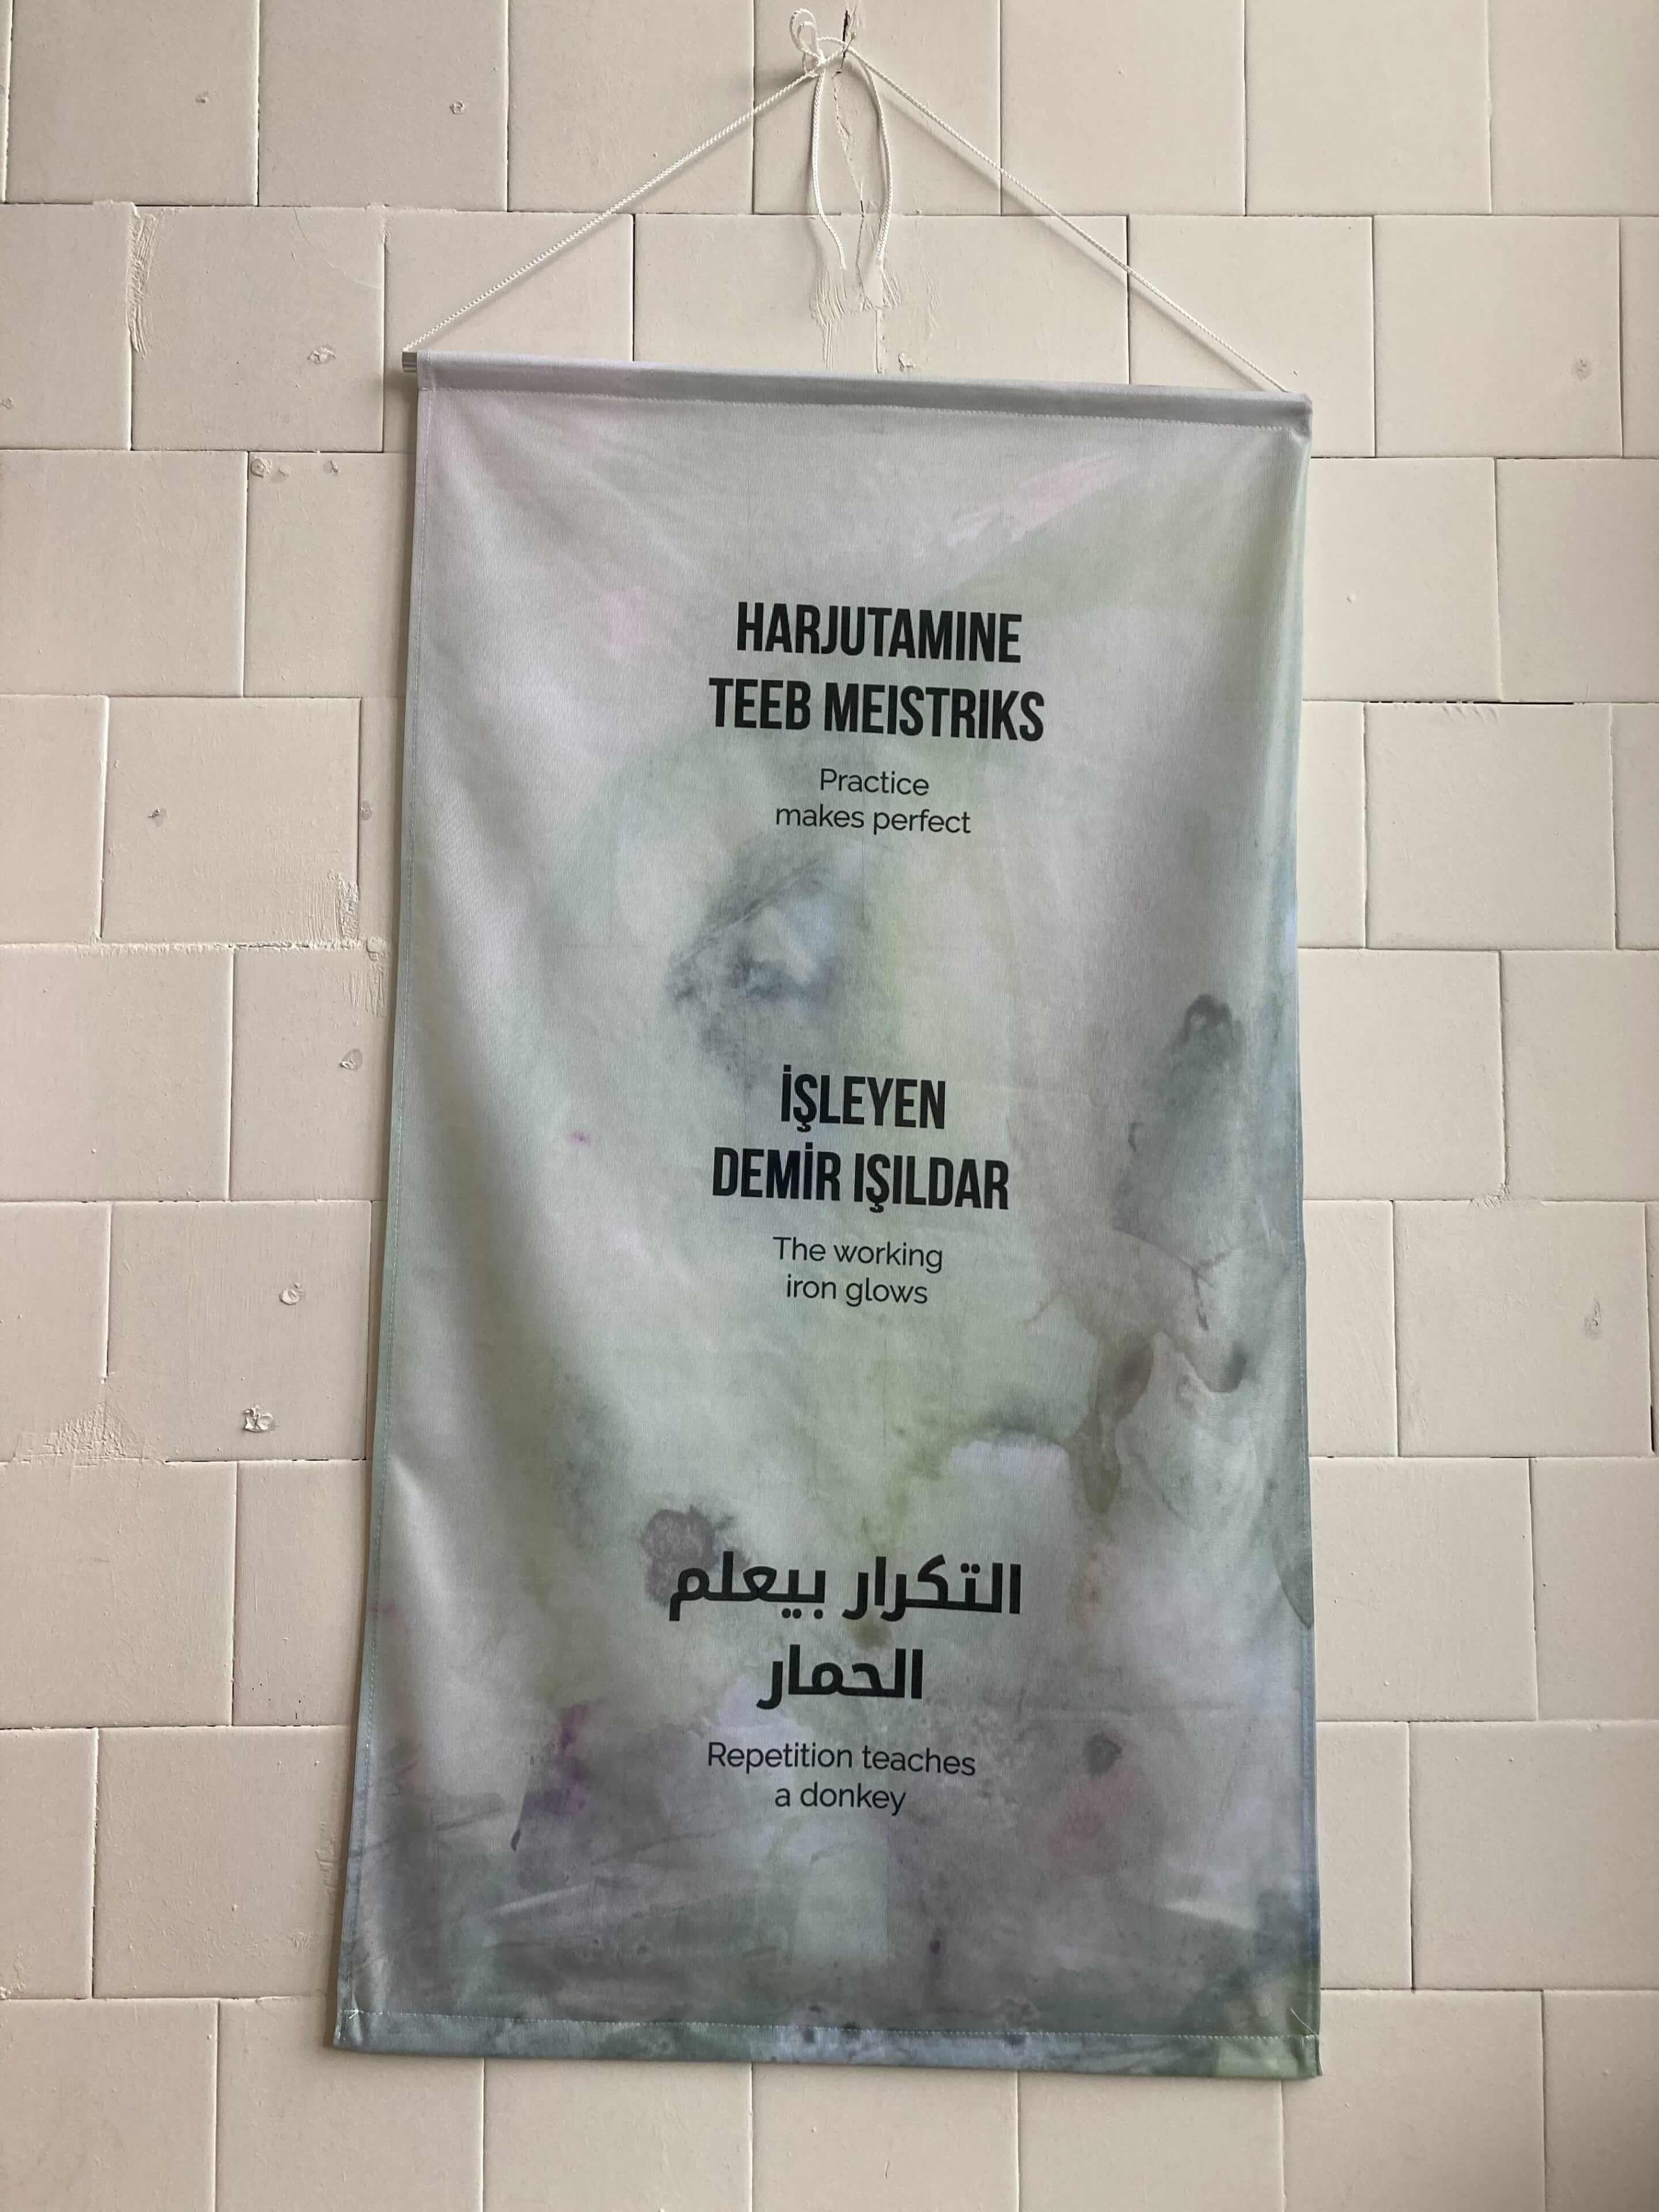 HARJUTAMINE
TEEB MEISTRIKS
Practice
makes perfect
İŞLEYEN
DEMİR IŞILDAR
The working
iron glows
التكرار بيعلم
الحمار
Repetition teaches
a donkey